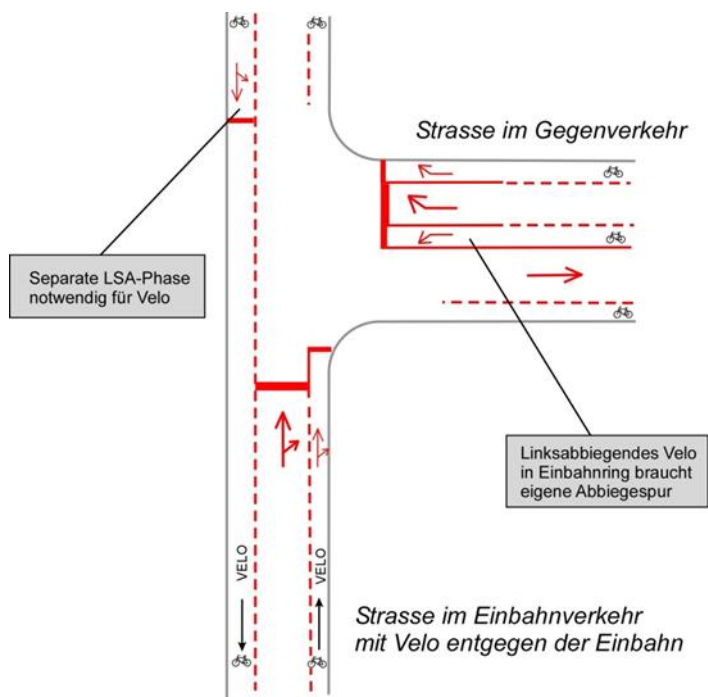 Strasse im Gegenverkehr
Separate LSA-Phase
notwendig für Velo
Linksabbiegendes Velo
in Einbahnring braucht
eigene Abbiegespur
VELO
VELO
Strasse im Einbahnverkehr
mit Velo entgegen der Einbahn